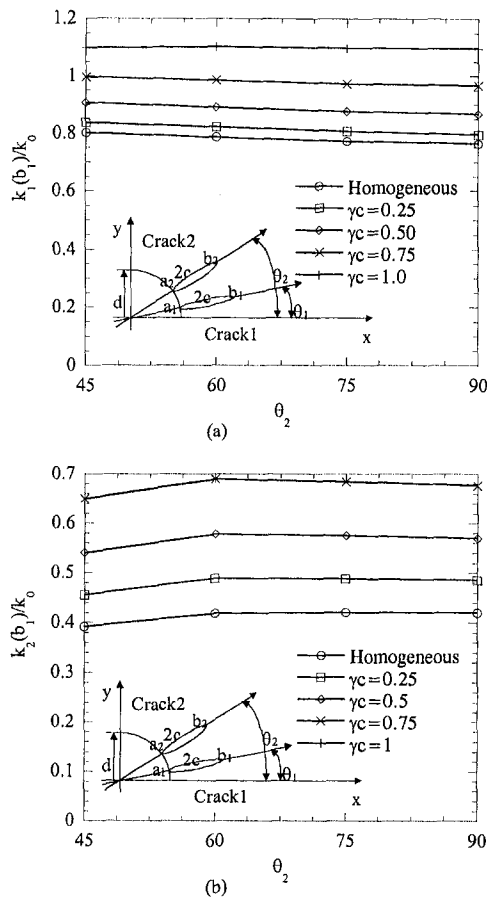 k₁(b₁)/k₀
1.2
1
0.8
0.6
0.4
0.2
0
Homogeneous
γc=0.25
γc=0.50
γc=0.75
γc=1.0
y
Crack2
b₂
2c
a₂
θ₂
d
2c
b₁
a₁
θ₁
Crack1
x
45
60
75
90
θ₂
(a)
k₂(b₁)/k₀
0.7
0.6
0.5
0.4
0.3
0.2
0.1
0
Homogeneous
γc=0.25
γc=0.5
γc=0.75
γc=1
y
Crack2
b₂
2c
a₂
θ₂
d
2c
b₁
a₁
θ₁
Crack1
x
45
60
75
90
θ₂
(b)